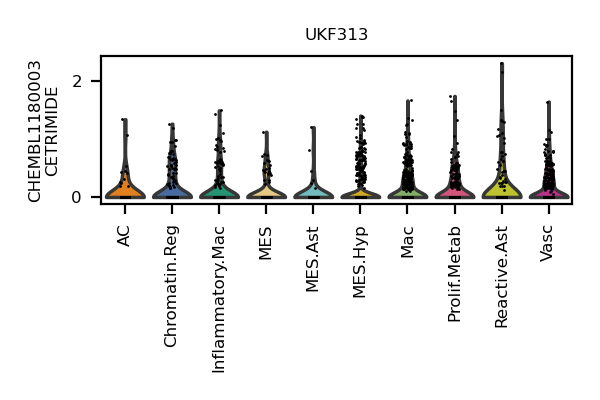 UKF313
CHEMBL1180003
CETRIMIDE
2
0
AC
Chromatin.Reg
Inflammatory.Mac
MES
MES.Ast
MES.Hyp
Mac
Prolif.Metab
Reactive.Ast
Vasc